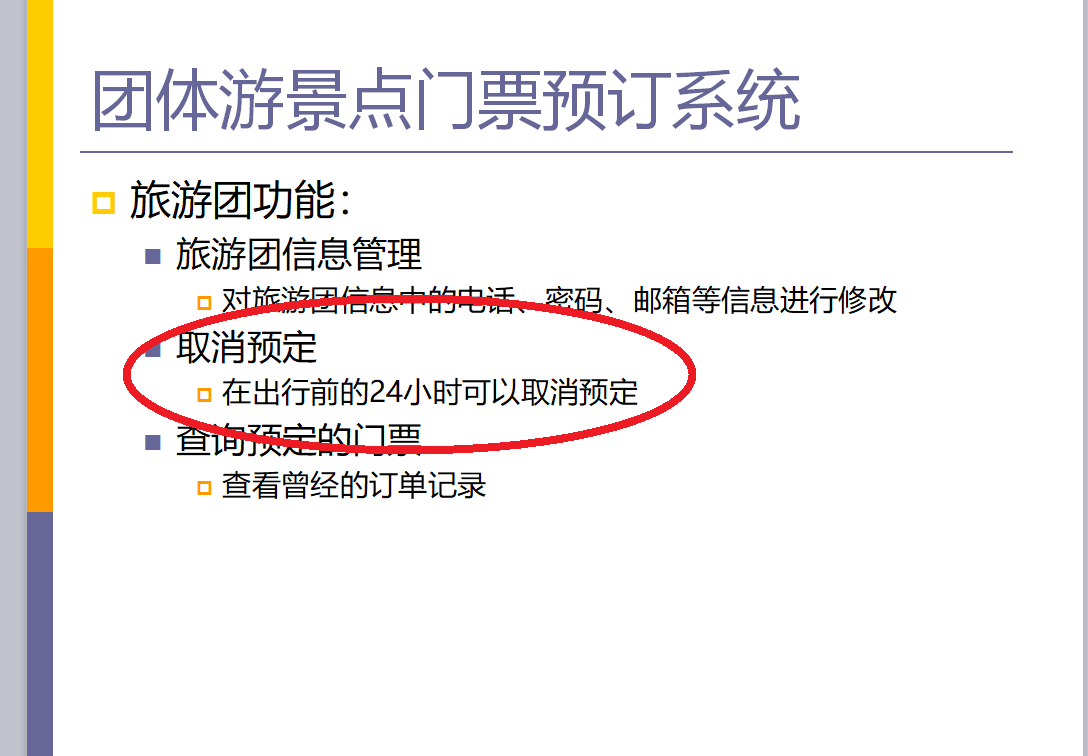 团体游景点门票预订系统
旅游团功能：
旅游团信息管理
对旅游团信息中的电话、密码、邮箱等信息进行修改
取消预定
在出行前的24小时可以取消预定
查询预定的门票
查看曾经的订单记录